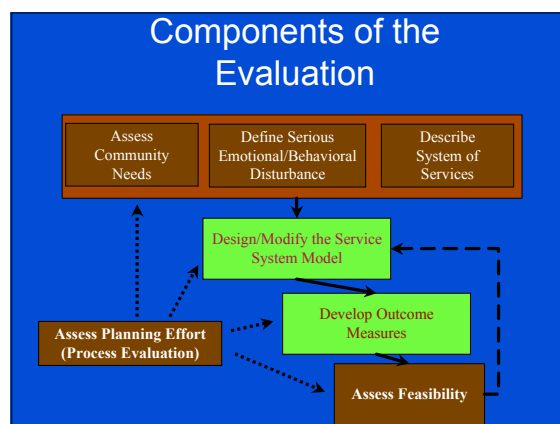 Components of the
Evaluation
Assess
Community
Needs
Define Serious
Emotional/Behavioral
Disturbance
Describe
System of
Services
Design/Modify the Service
System Model
Develop Outcome
Measures
Assess Planning Effort
(Process Evaluation)
Assess Feasibility